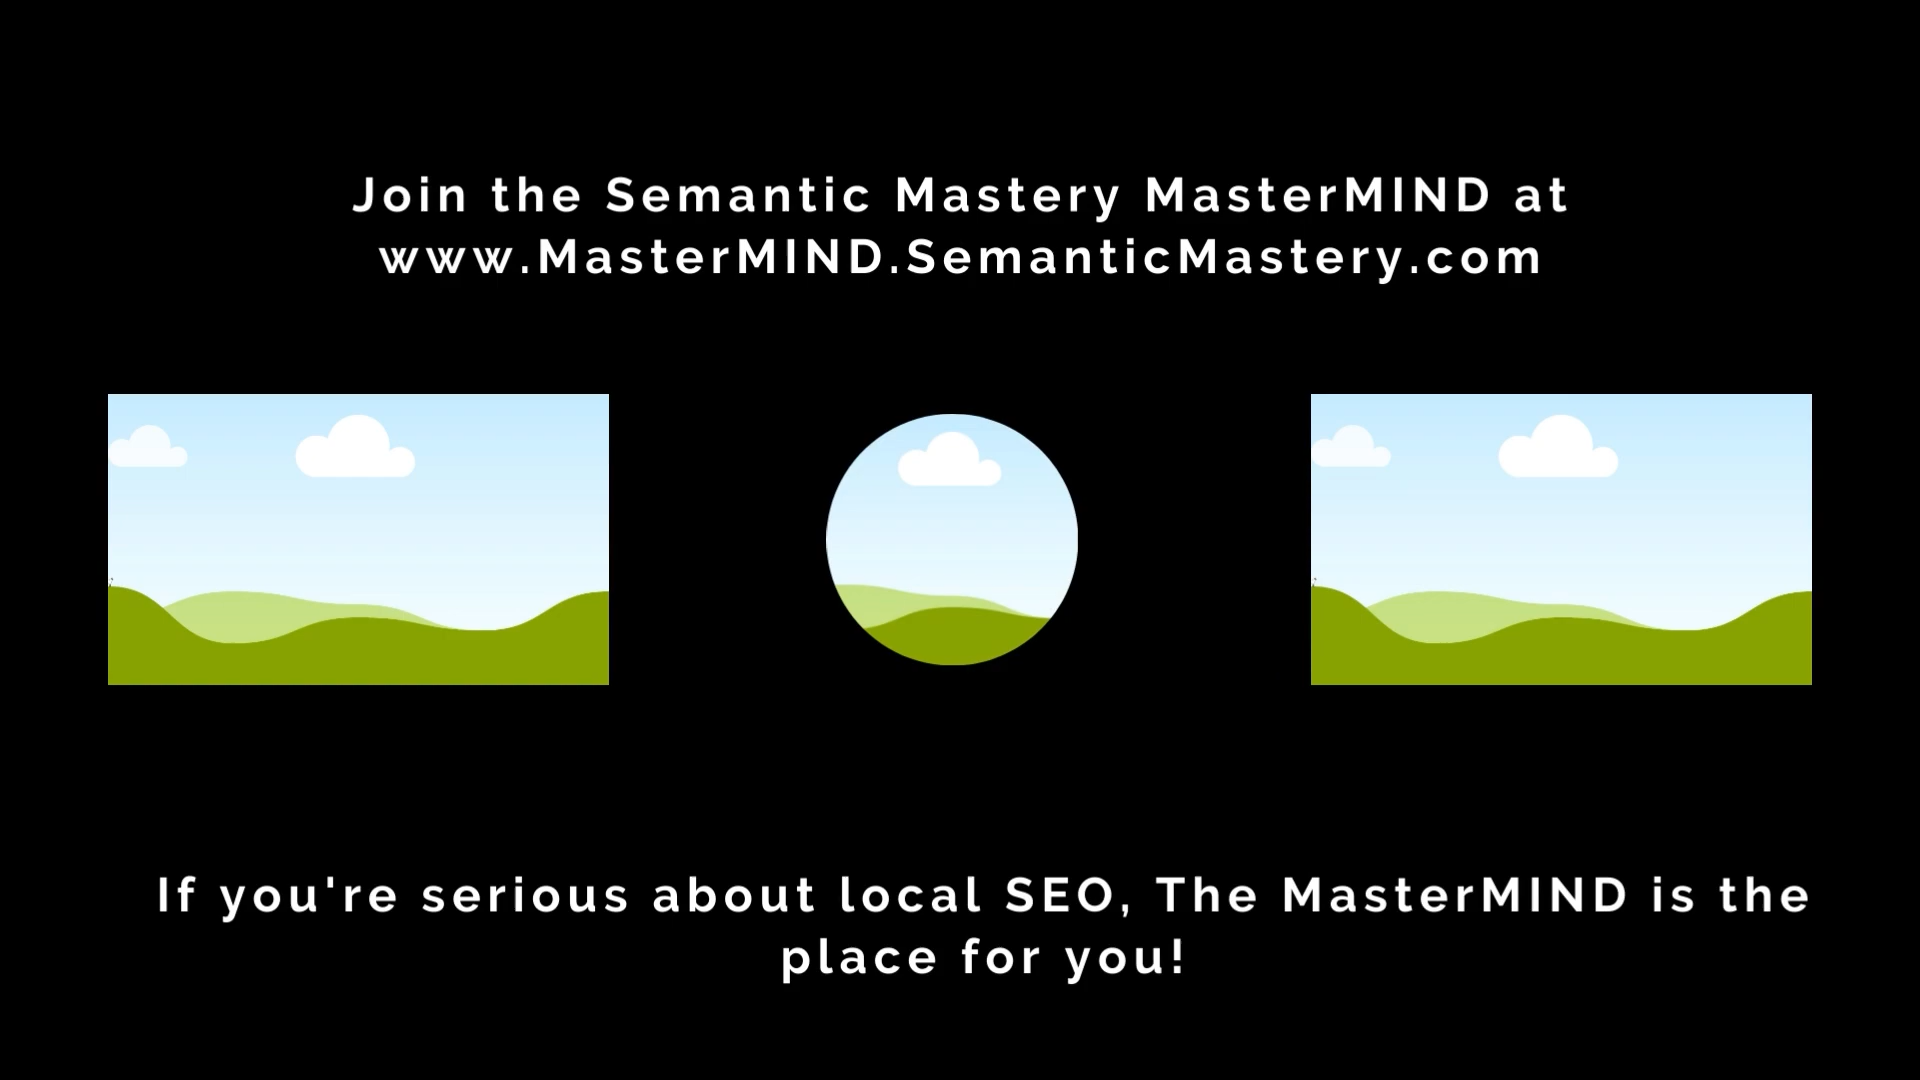 Join the Semantic Mastery MasterMIND at
www.MasterMIND.SemanticMastery.com
If you're serious about local SEO, The MasterMIND is the
place for you!